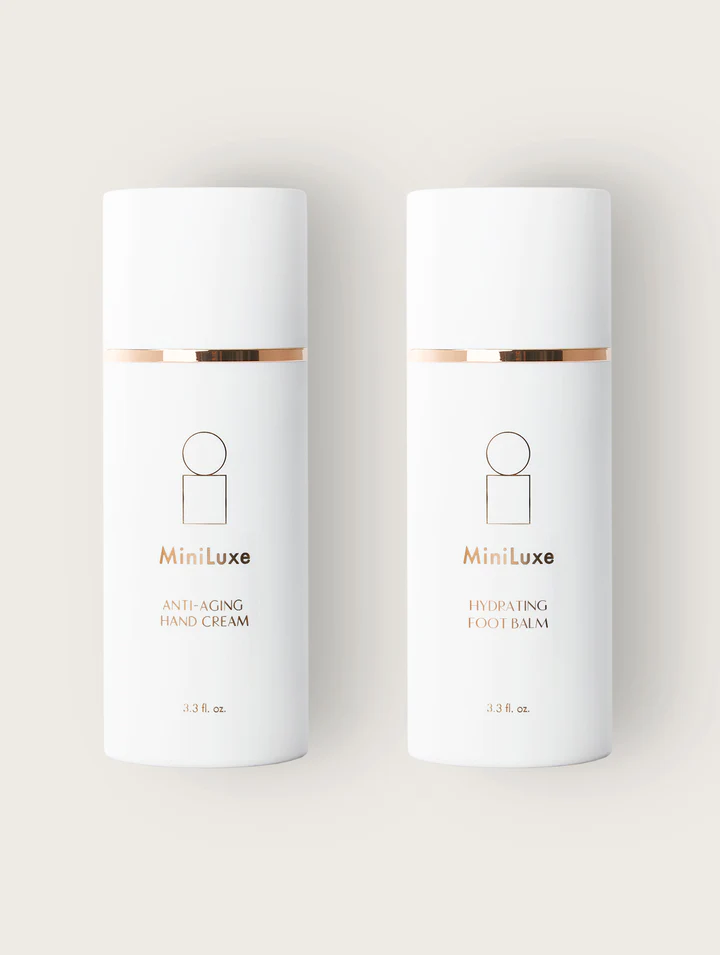 MiniLuxe
ANTI-AGING
HAND CREAM
3.3 fl. oz.
MiniLuxe
HYDRATING
FOOT BALM
3.3 fl. oz.